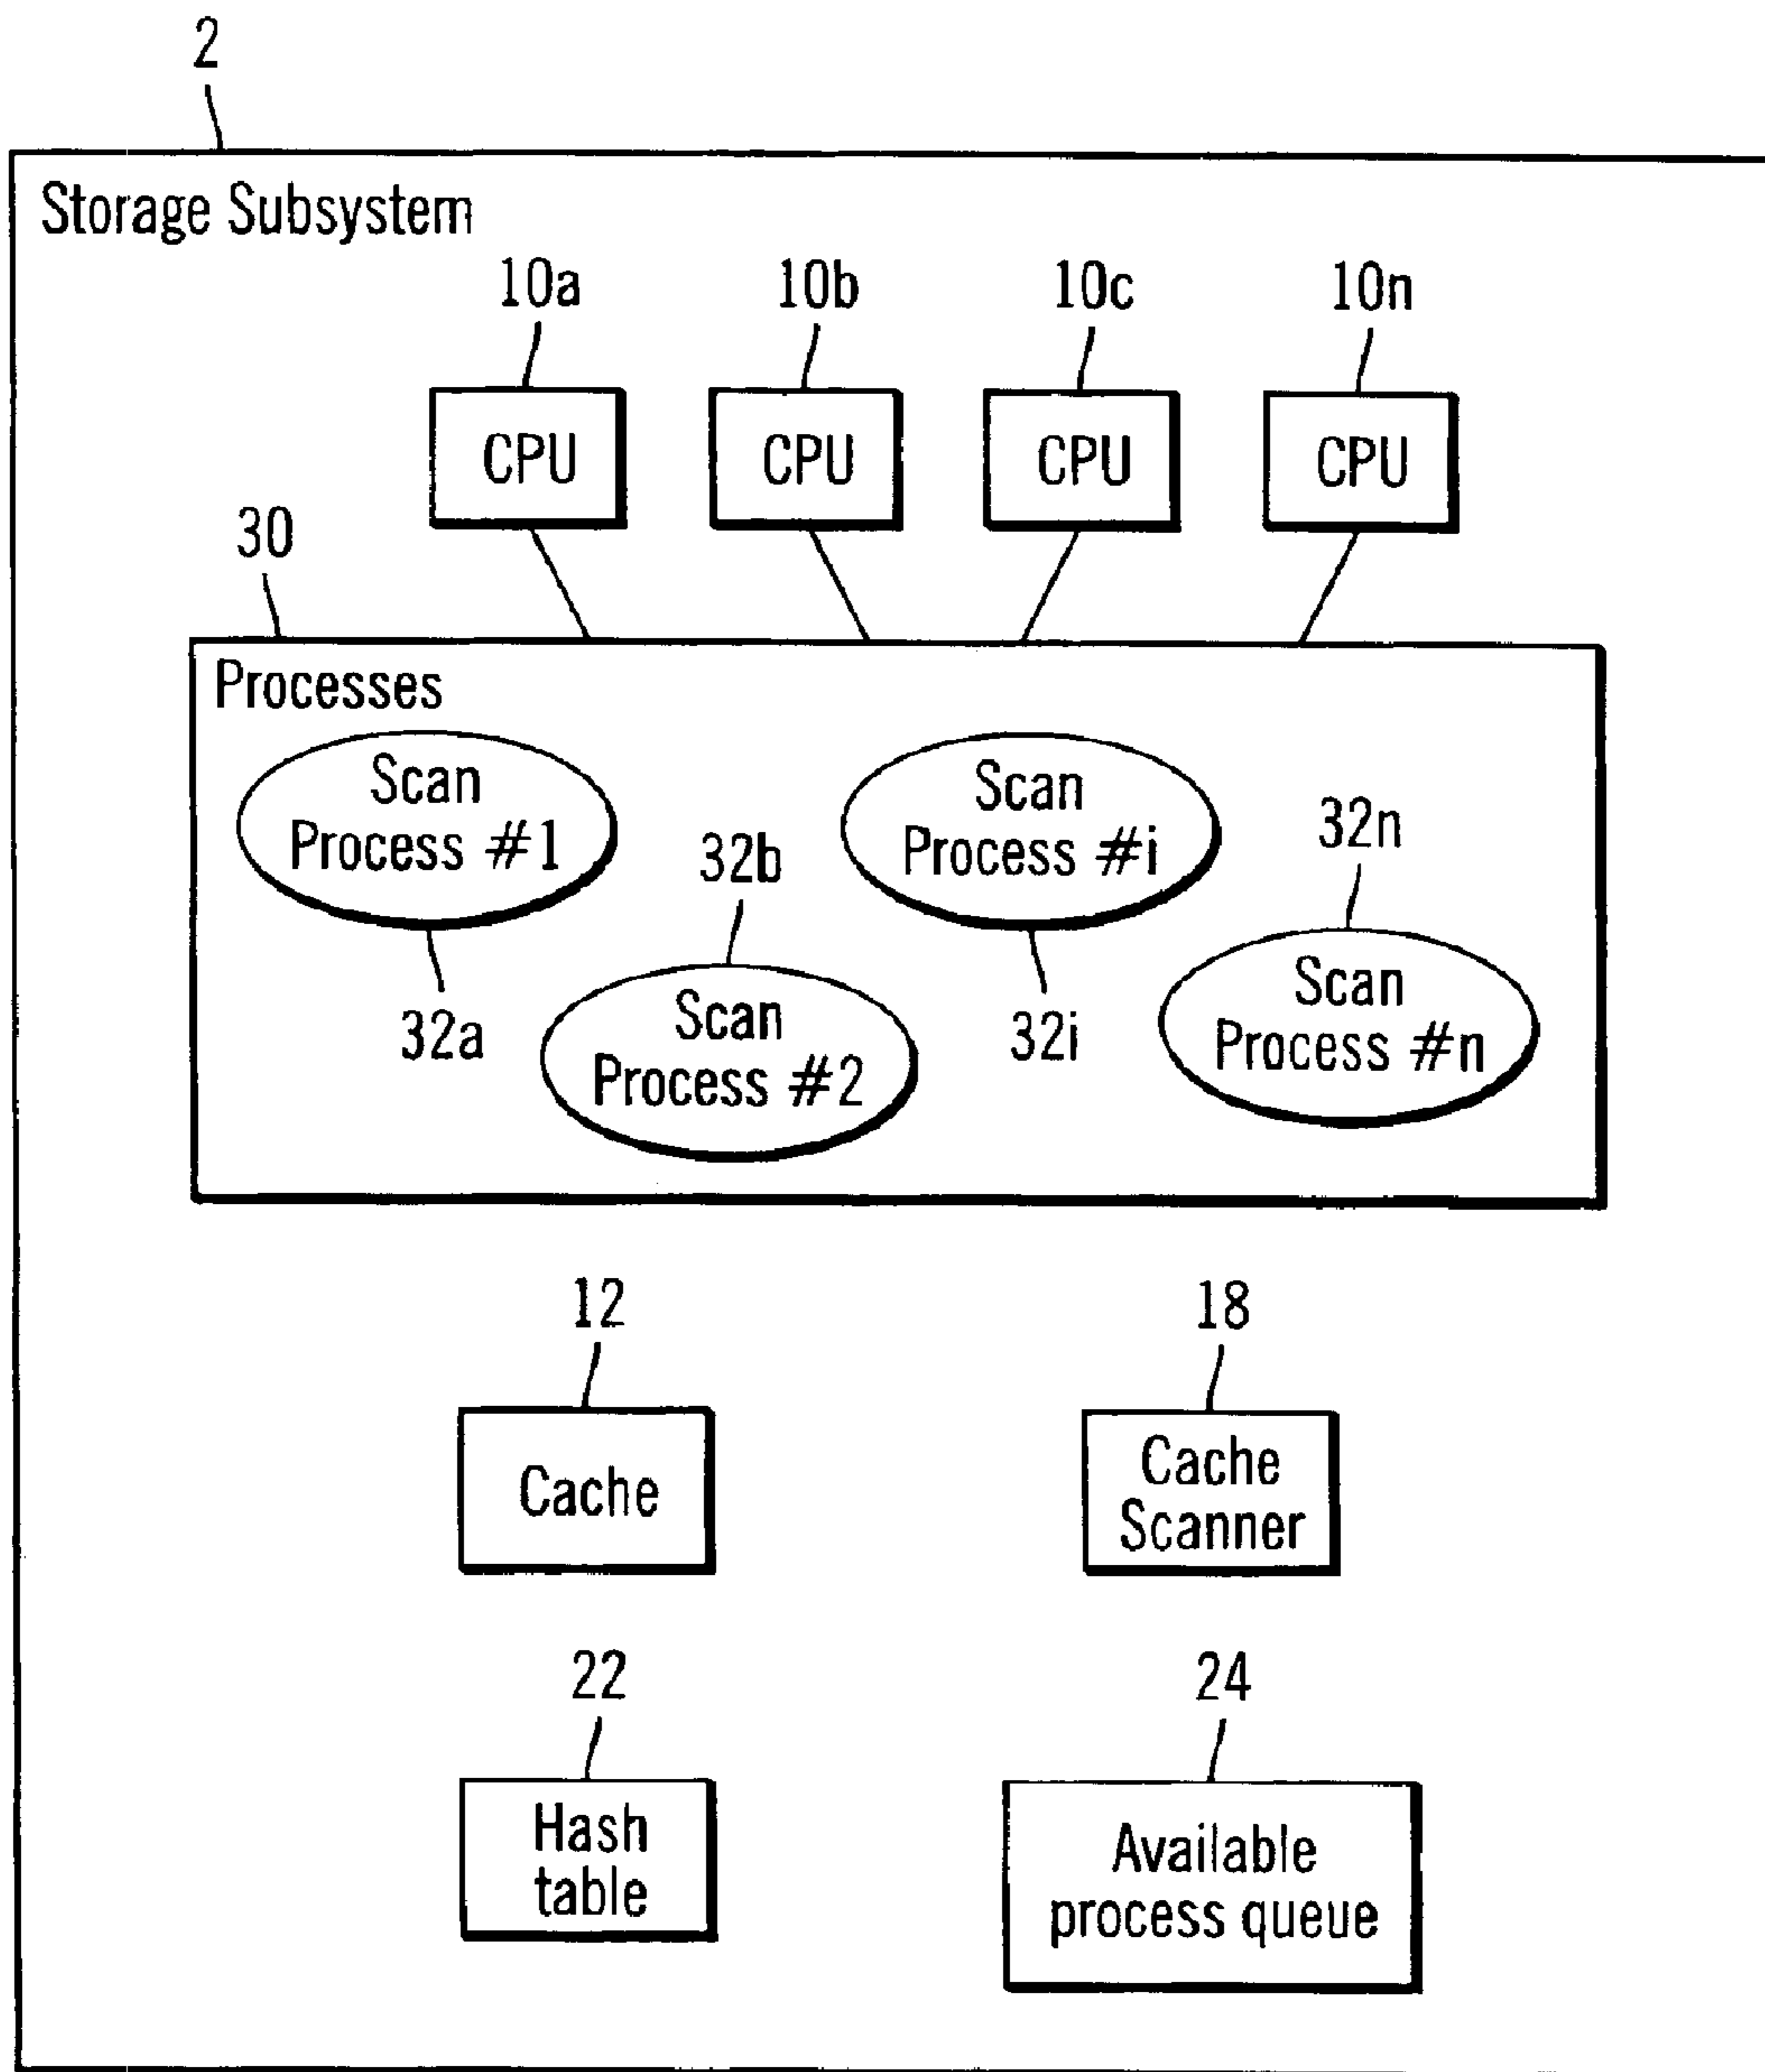 2
Storage Subsystem
10a
10b
10c
10n
CPU
CPU
CPU
CPU
30
Processes
Scan
Process #1
32a
32b
Scan
Process #2
Scan
Process #i
32i
32n
Scan
Process #n
12
Cache
18
Cache
Scanner
22
Hash
table
24
Available
process queue